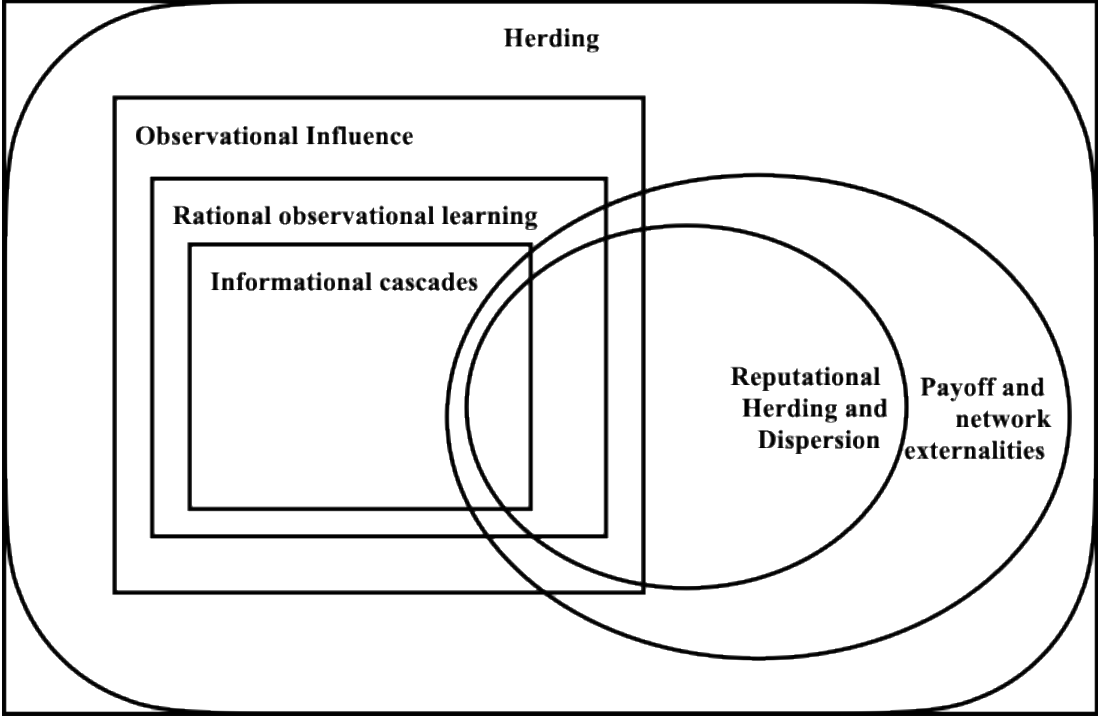 Herding
Observational Influence
Rational observational learning
Informational cascades
Reputational
Herding and
Dispersion
Payoff and
network
externalities